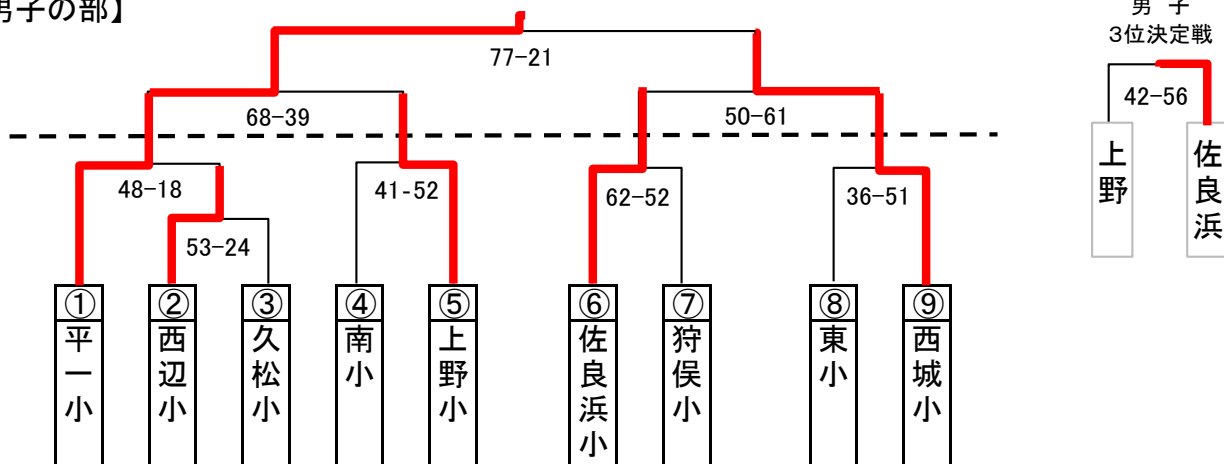 男子の部】
男 子
3位決定戦
77-21
68-39
50-61
42-56
48-18
41-52
62-52
36-51
53-24
上野
佐良浜
①
平一小
②
西辺小
③
久松小
④
南小
⑤
上野小
⑥
佐良浜小
⑦
狩俣小
⑧
東小
⑨
西城小